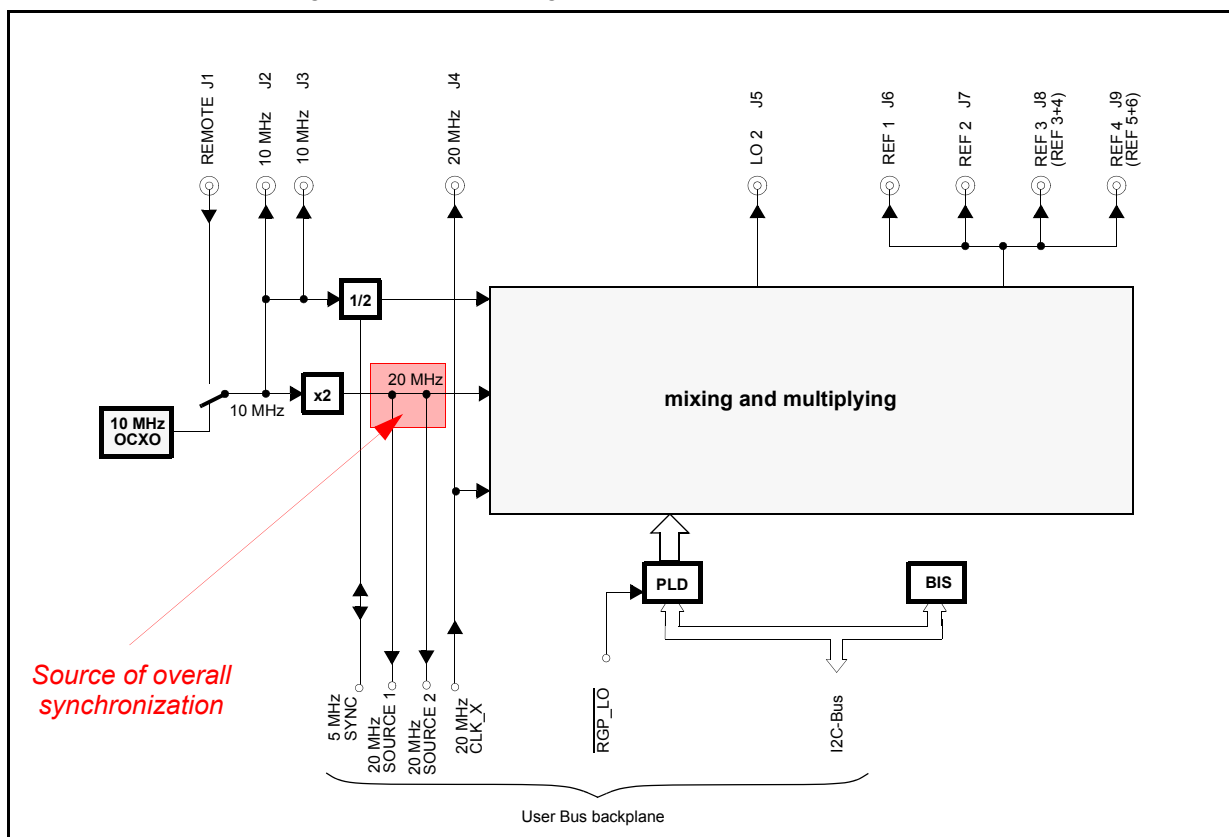 REMOTE J1
10 MHz J2
10 MHz J3
20 MHz J4
LO 2 J5
REF 1 J6
REF 2 J7
REF 3 J8
(REF 3+4)
REF 4 J9
(REF 5+6)
1/2
20 MHz
x2
10 MHz
10 MHz
OCXO
mixing and multiplying
PLD
BIS
Source of overall
synchronization
5 MHz
SYNC
20 MHz
SOURCE 1
20 MHz
SOURCE 2
20 MHz
CLK_X
RGP_LO
I2C-Bus
User Bus backplane